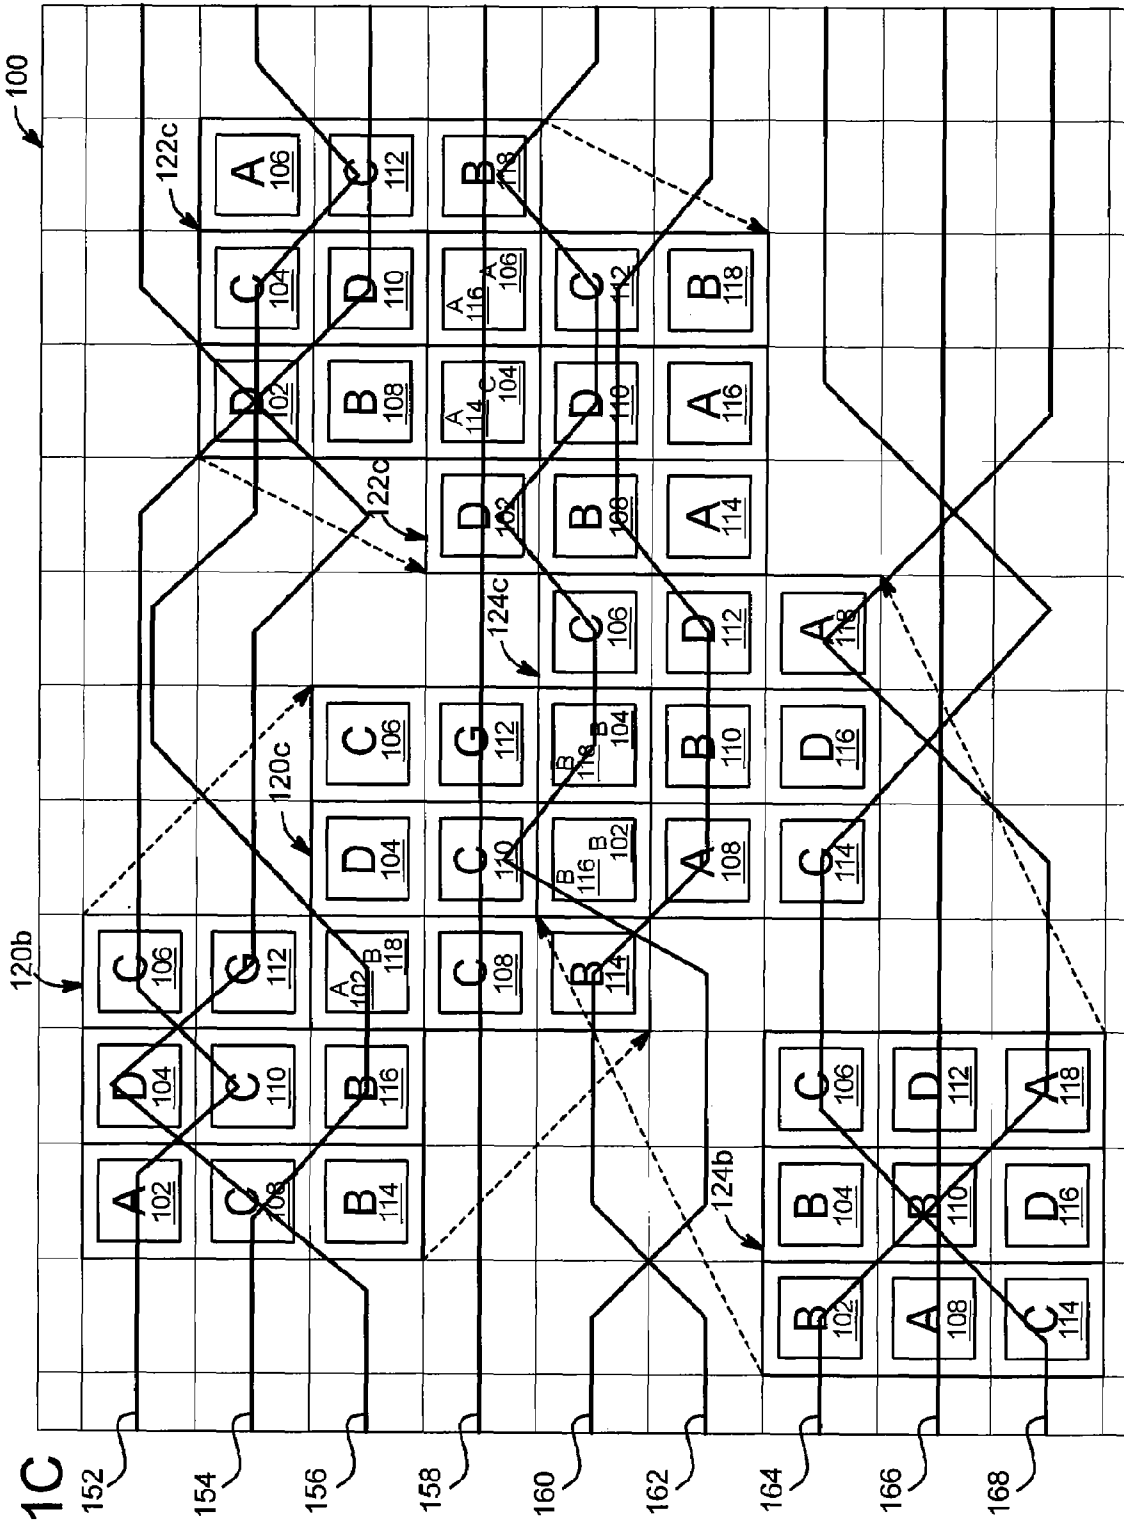 1C
100
120b
152
A 102
D 104
C 106
122c
154
C 108
C 110
G 112
D 102
C 104
A 106
120c
156
B 114
B 116
A 102
B 118
D 104
C 106
B 108
D 110
C 112
122c
158
C 108
C 110
G 112
D 102
A 114
C 104
A 116
A 106
B 118
124c
160
B 114
B 116
B 102
B 118
B 104
C 106
B 108
D 110
C 112
162
A 108
B 110
D 112
A 114
A 116
B 118
124b
164
B 102
B 104
C 106
C 114
D 116
A 118
166
A 108
B 110
D 112
168
C 114
D 116
A 118